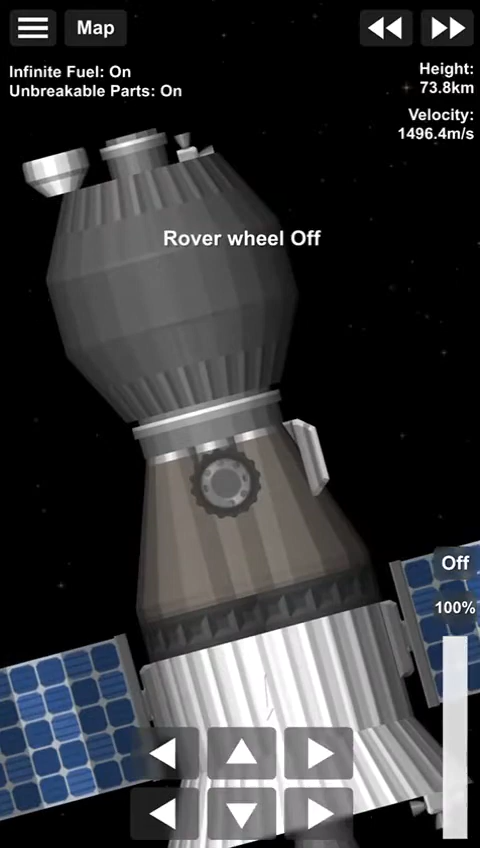 Map
Infinite Fuel: On
Unbreakable Parts: On
Height:
73.8km
Velocity:
1496.4m/s
Rover wheel Off
Off
100%